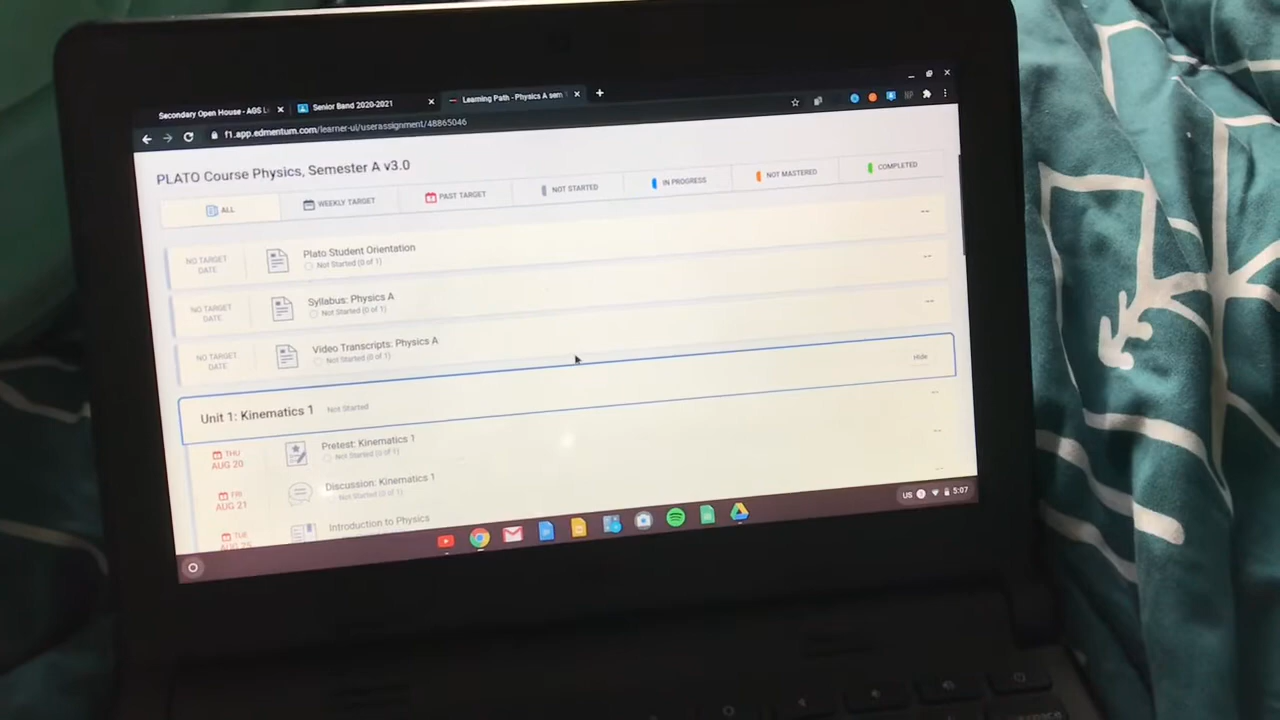 Secondary Open House - AGS L
Senior Band 2020-2021
Learning Path - Physics A sem
f1.app.edmentum.com/learner-ui/userassignment/48865046
PLATO Course Physics, Semester A v3.0
ALL
WEEKLY TARGET
PAST TARGET
NOT STARTED
IN PROGRESS
NOT MASTERED
COMPLETED
NO TARGET DATE
Plato Student Orientation
Not Started (0 of 1)
--
NO TARGET DATE
Syllabus: Physics A
Not Started (0 of 1)
--
NO TARGET DATE
Video Transcripts: Physics A
Not Started (0 of 1)
--
Unit 1: Kinematics 1
Not Started
Hide
THU
AUG 20
Pretest: Kinematics 1
Not Started (0 of 1)
--
FRI
AUG 21
Discussion: Kinematics 1
Not Started (0 of 1)
--
TUE
AUG 25
Introduction to Physics
--
US
5:07